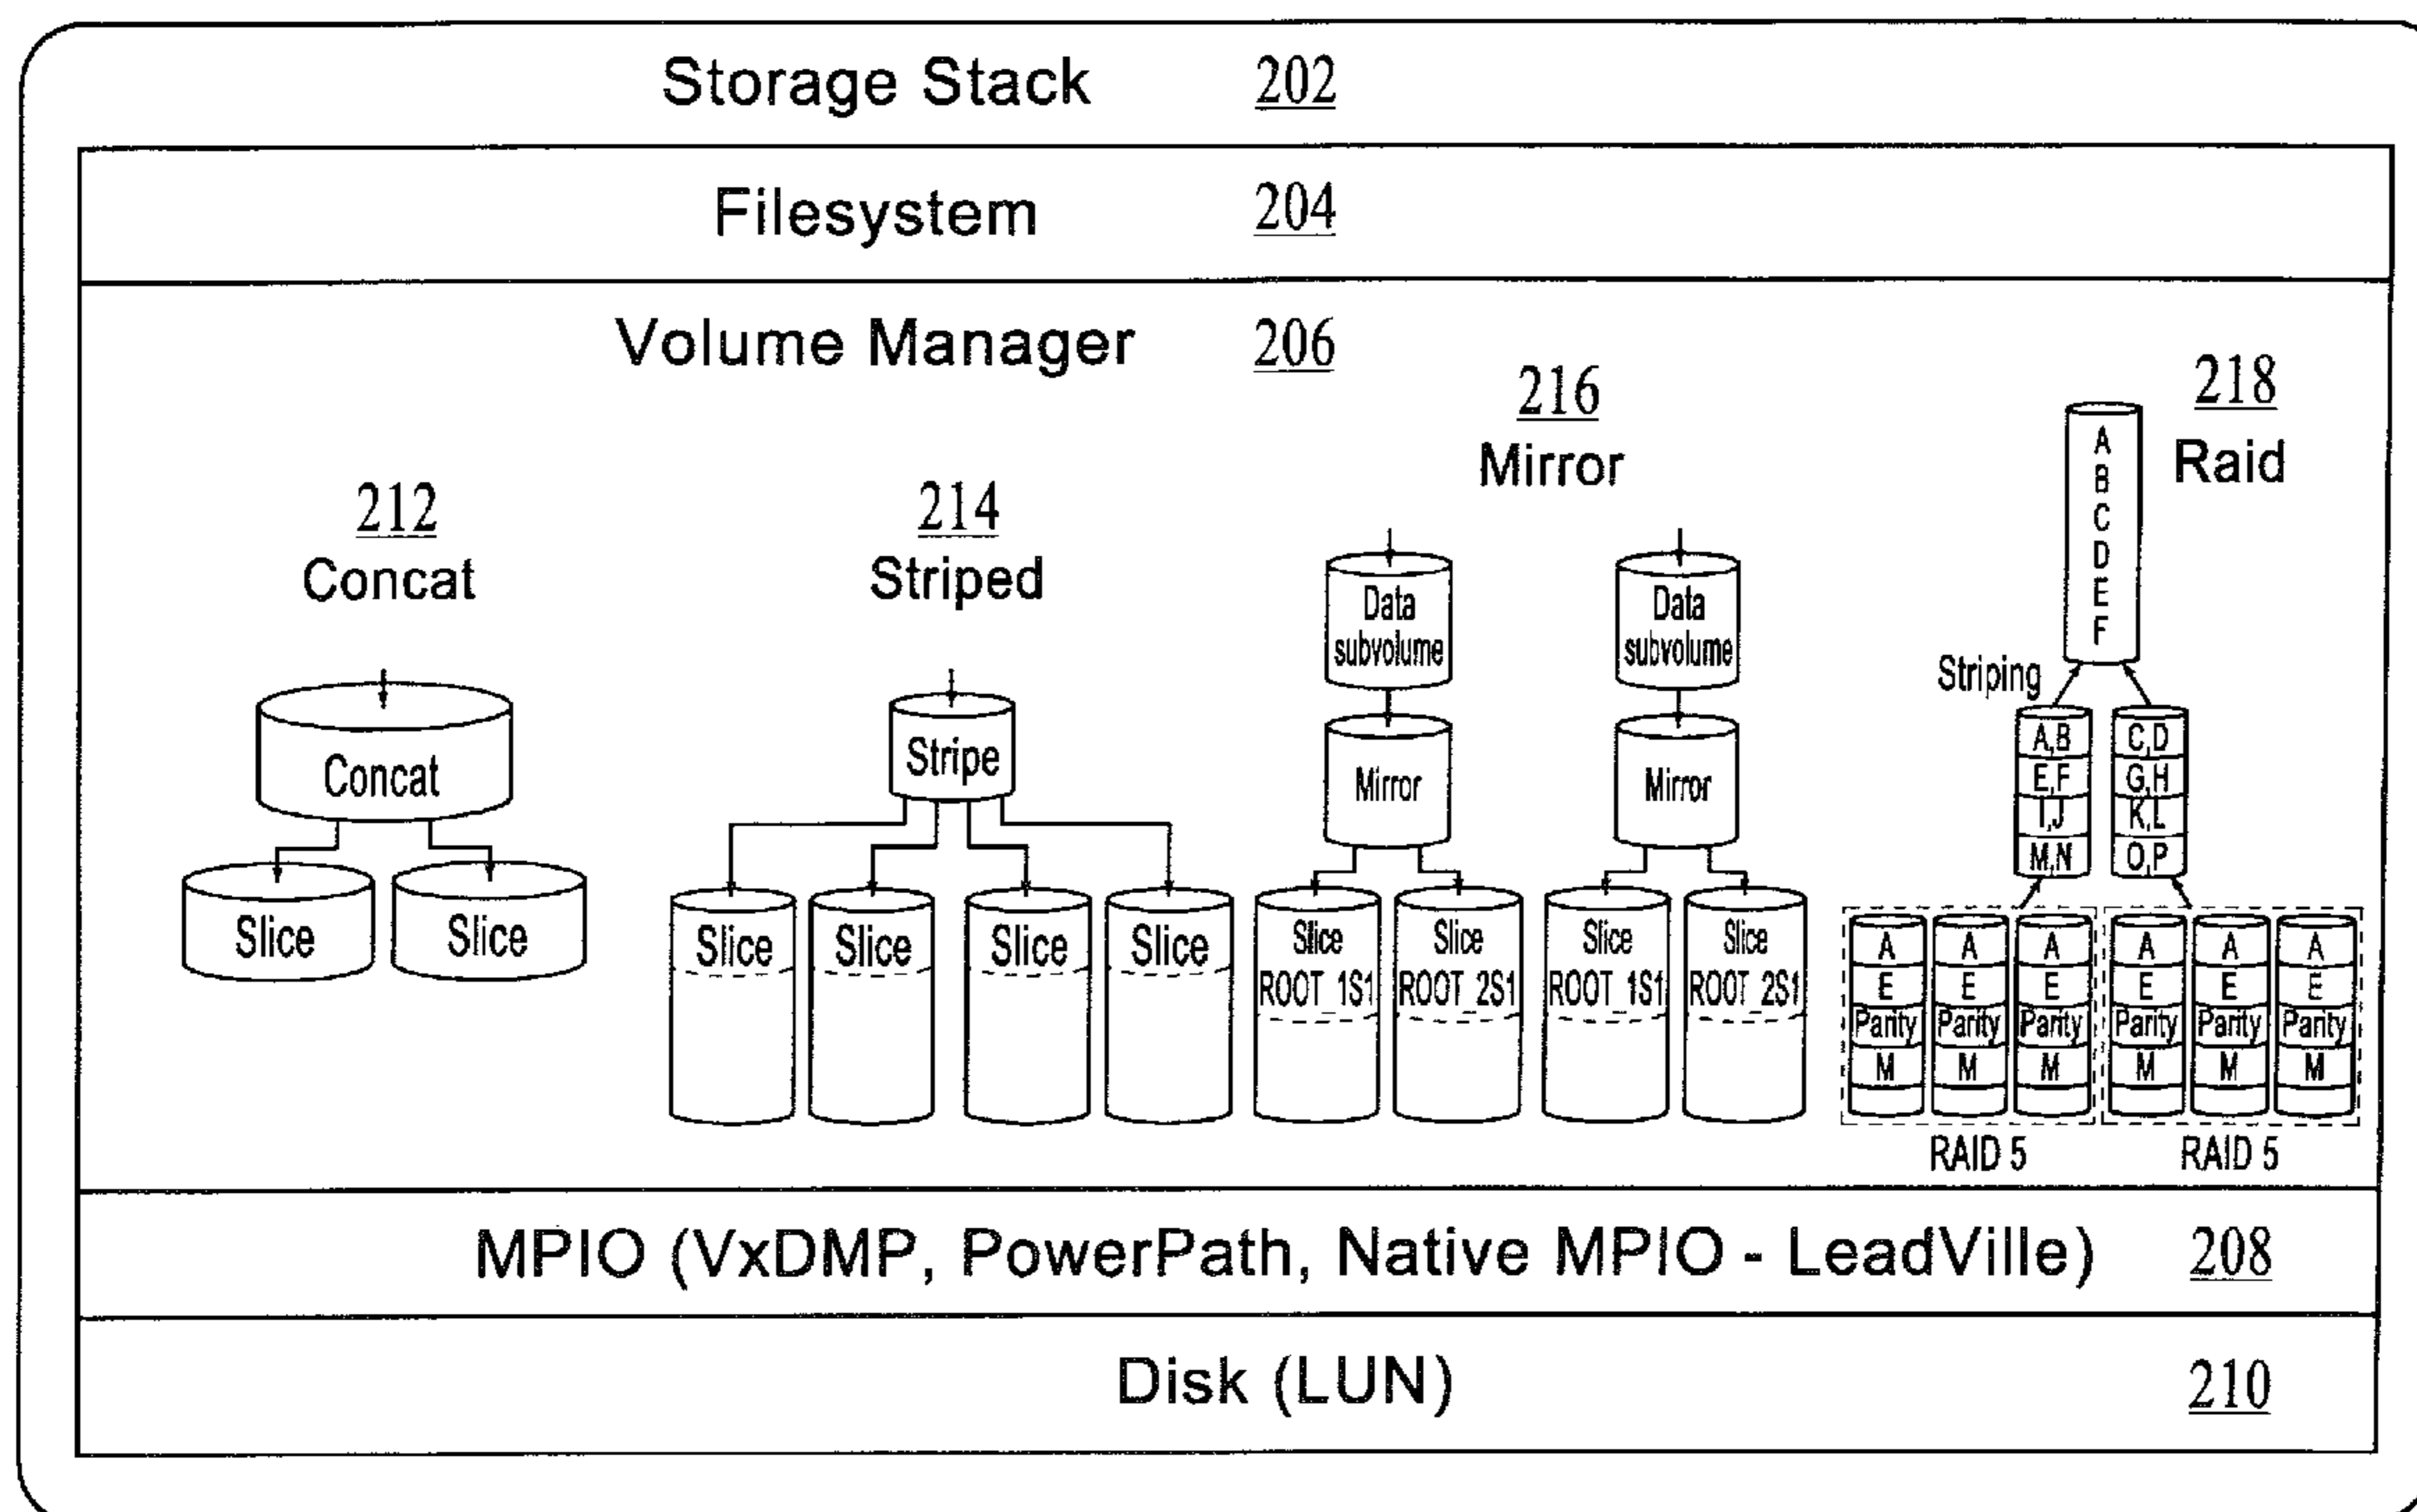 Storage Stack 202
Filesystem 204
Volume Manager 206
212
Concat
Concat
Slice Slice
214
Striped
Stripe
Slice Slice Slice Slice
216
Mirror
Data subvolume
Data subvolume
Mirror Mirror
Slice ROOT 1S1
Slice ROOT 2S1
Slice ROOT 1S1
Slice ROOT 2S1
218
Raid
A
B
C
D
E
F
Striping
A,B
E,F
I,J
M,N
C,D
G,H
K,L
O,P
A A A A A A
E E E E E E
Parity Parity Parity Parity Parity Parity
M M M M M M
RAID 5 RAID 5
MPIO (VxDMP, PowerPath, Native MPIO - LeadVille) 208
Disk (LUN) 210